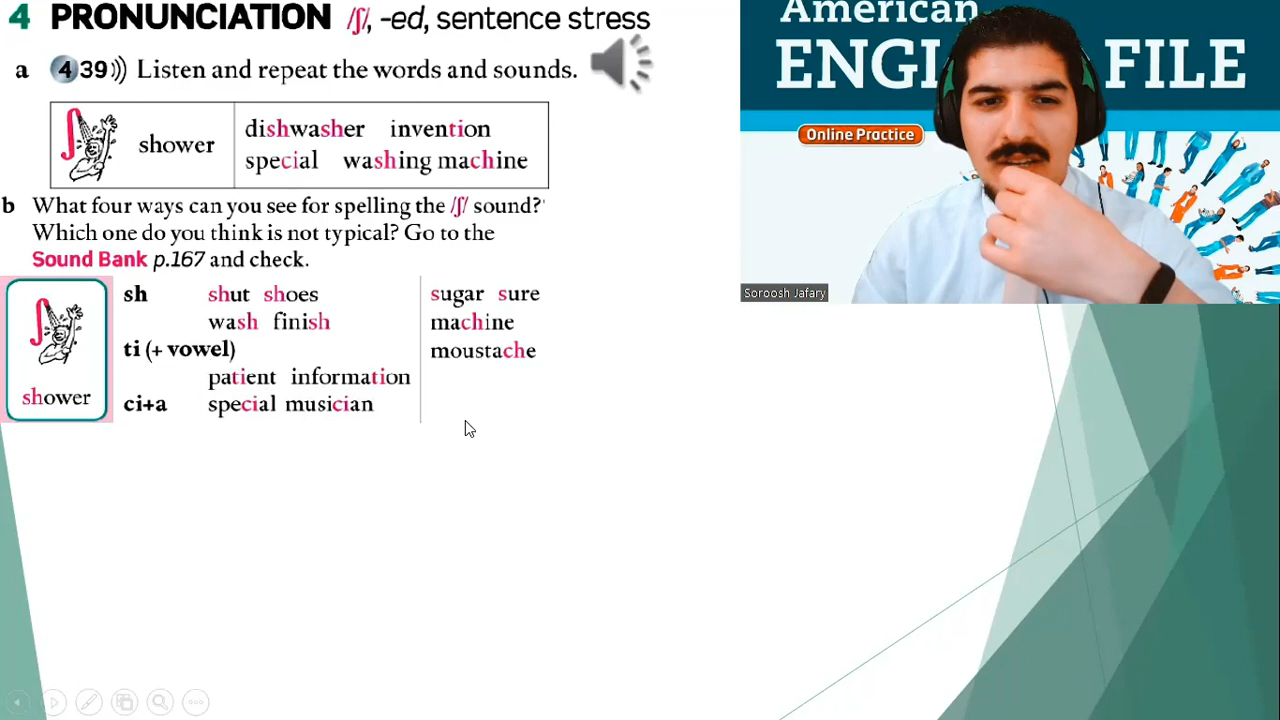 4 PRONUNCIATION /ʃ/, -ed, sentence stress
a 4 39 Listen and repeat the words and sounds.
ʃ shower
dishwasher invention
special washing machine
b What four ways can you see for spelling the /ʃ/ sound?
Which one do you think is not typical? Go to the
Sound Bank p.167 and check.
ʃ
shower
sh shut shoes
wash finish
ti (+ vowel)
patient information
ci+a special musician
sugar sure
machine
moustache
American
ENGL FILE
Online Practice
Soroosh Jafary